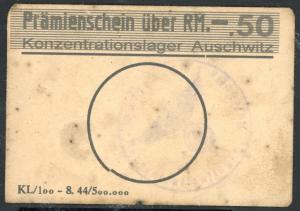 Prämienschein über RM.-.50
Konzentrationslager Auschwitz
KL/100 - 8. 44/500.000